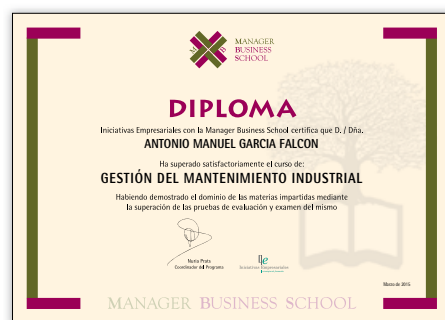 M B
MANAGER
BUSINESS
SCHOOL
DIPLOMA
Iniciativas Empresariales con la Manager Business School certifica que D. / Dña.
ANTONIO MANUEL GARCIA FALCON
Ha superado satisfactoriamente el curso de:
GESTIÓN DEL MANTENIMIENTO INDUSTRIAL
Habiendo demostrado el dominio de las materias impartidas mediante
la superación de las pruebas de evaluación y examen del mismo
Nuria Prats
Coordinador del Programa
Iniciativas Empresariales
Marzo de 2015
MANAGER BUSINESS SCHOOL